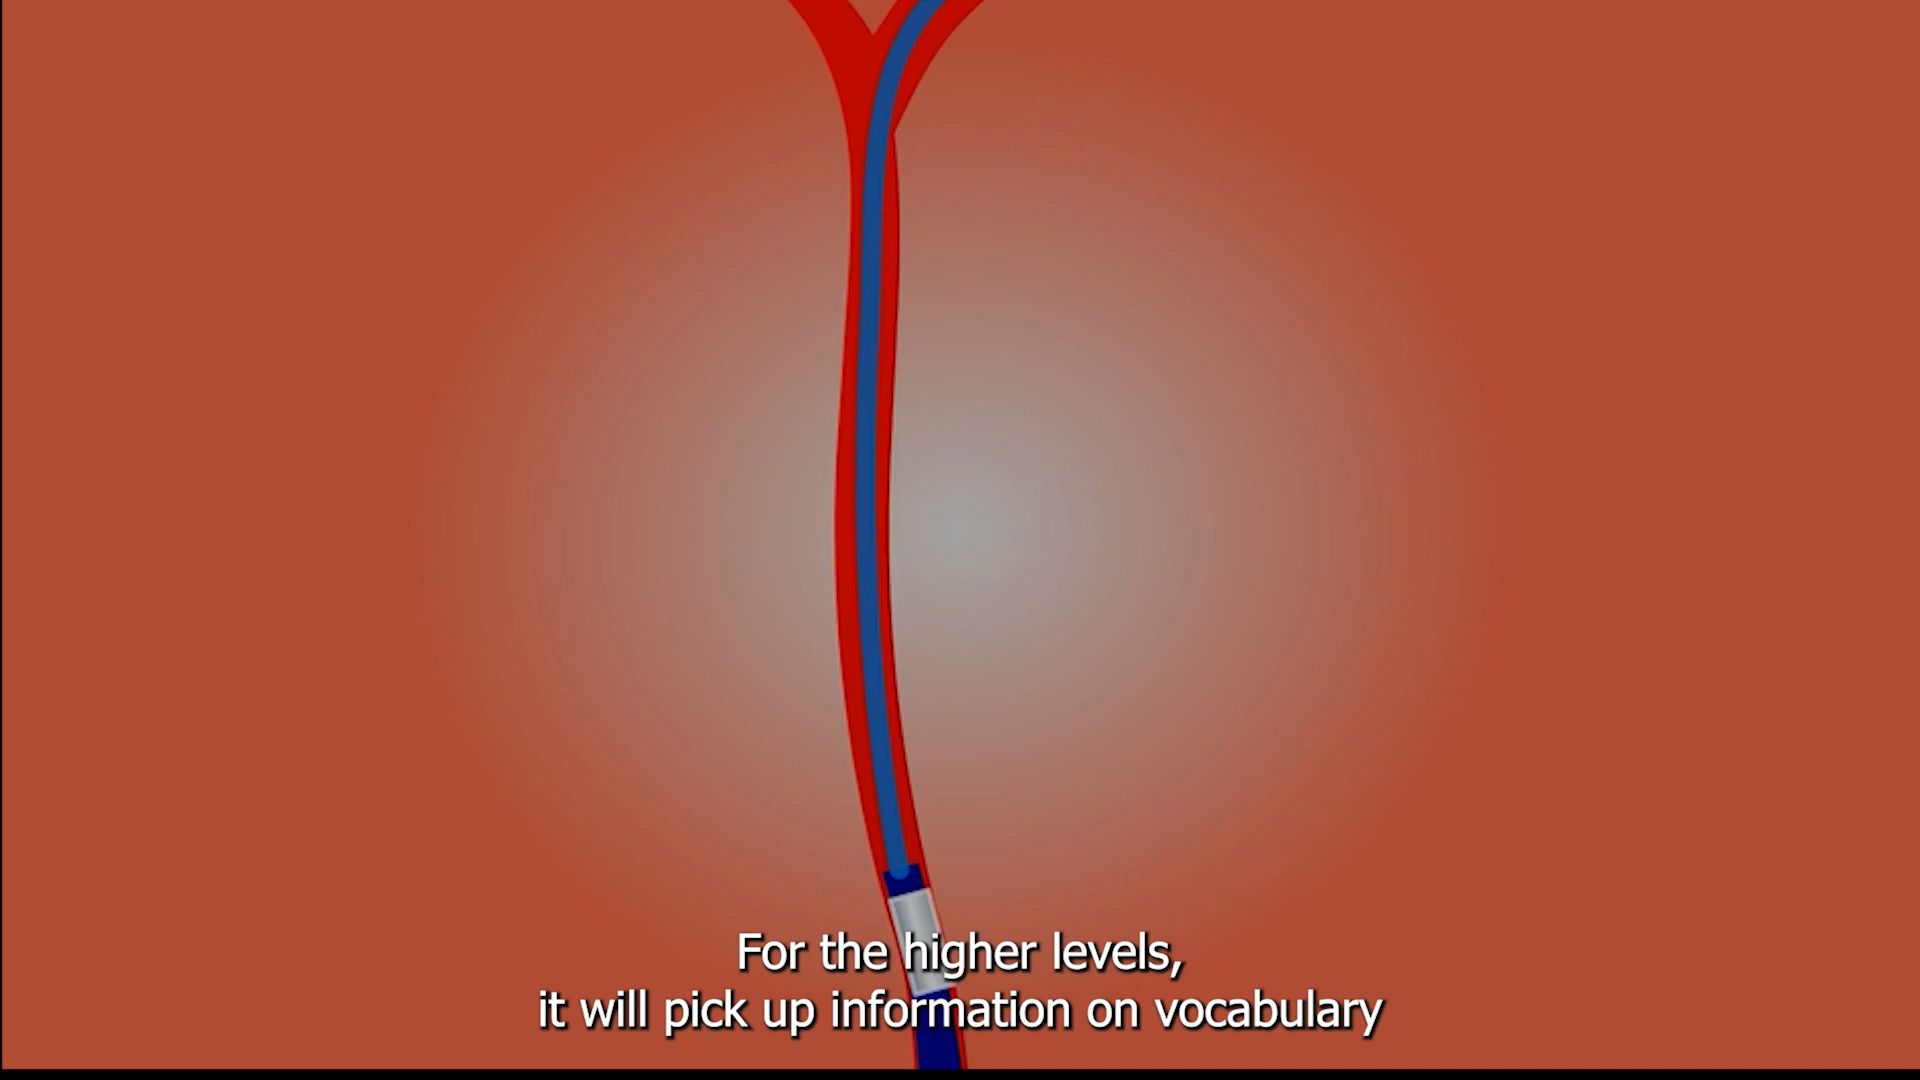 For the higher levels,
it will pick up information on vocabulary